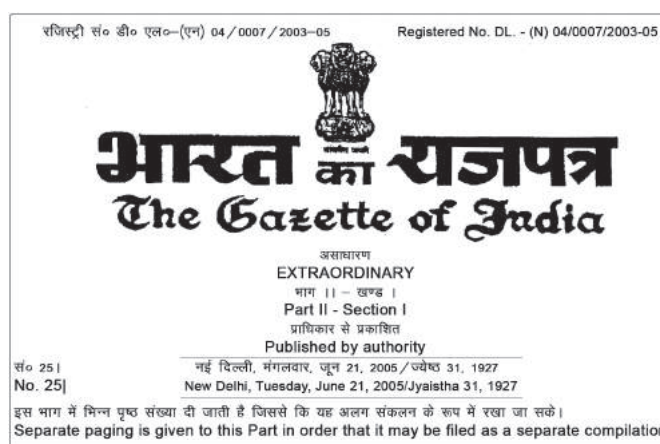 रजिस्ट्री सं० डी० एल०–(एन) 04/0007/2003-05 Registered No. DL. - (N) 04/0007/2003-05
भारत का राजपत्र
The Gazette of India
असाधारण
EXTRAORDINARY
भाग ।। – खण्ड ।
Part II - Section I
प्राधिकार से प्रकाशित
Published by authority
सं० 25। नई दिल्ली, मंगलवार, जून 21, 2005/ज्येष्ठ 31, 1927
No. 25| New Delhi, Tuesday, June 21, 2005/Jyaistha 31, 1927
इस भाग में भिन्न पृष्ठ संख्या दी जाती है जिससे कि यह अलग संकलन के रूप में रखा जा सके।
Separate paging is given to this Part in order that it may be filed as a separate compilation